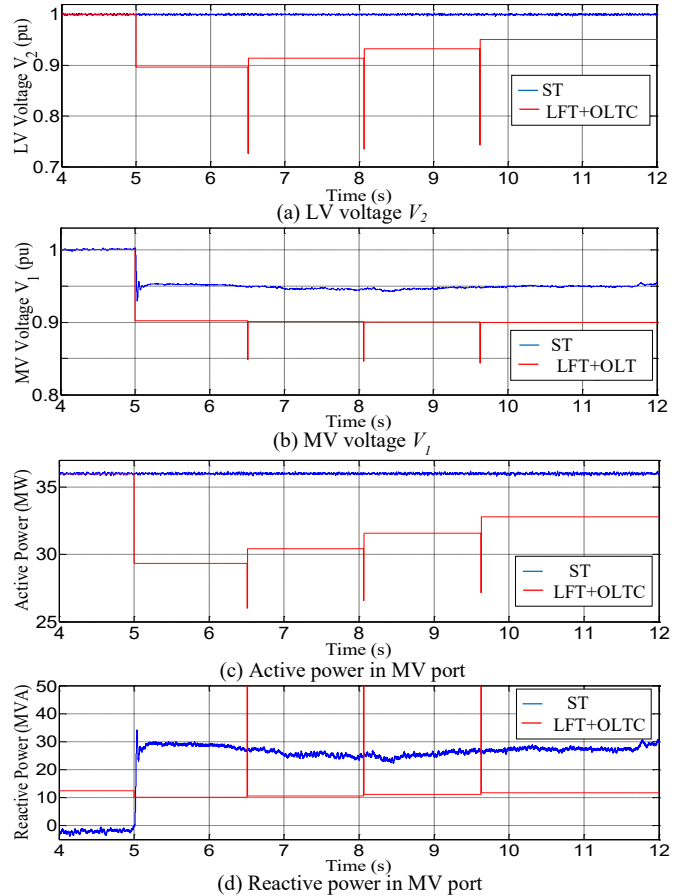 LV Voltage V2 (pu)
1
0.9
0.8
0.7
ST
LFT+OLTC
4 5 6 7 8 9 10 11 12
Time (s)
(a) LV voltage V2
MV Voltage V1 (pu)
1
0.9
0.8
ST
LFT+OLT
4 5 6 7 8 9 10 11 12
Time (s)
(b) MV voltage V1
Active Power (MW)
35
30
25
ST
LFT+OLTC
4 5 6 7 8 9 10 11 12
Time (s)
(c) Active power in MV port
Reactive Power (MVA)
50
40
30
20
10
0
ST
LFT+OLTC
4 5 6 7 8 9 10 11 12
Time (s)
(d) Reactive power in MV port